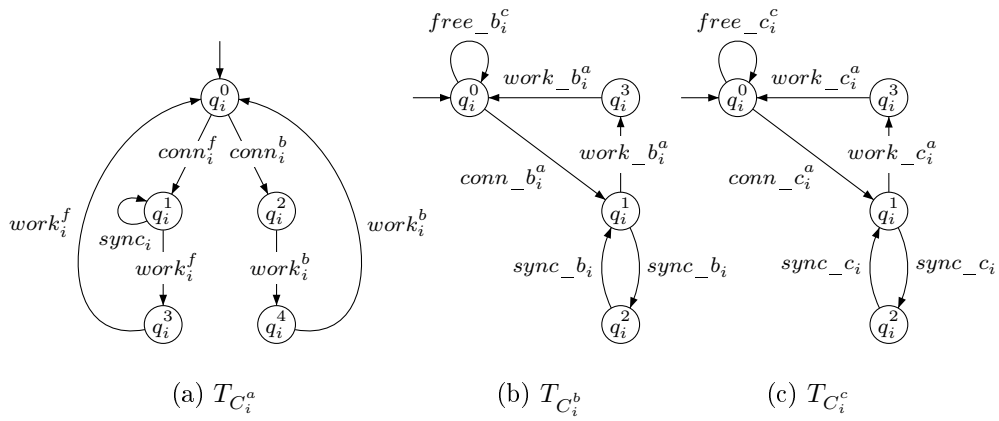 free_b_i^c
free_c_i^c
q_i^0
q_i^0
work_b_i^a
q_i^3
q_i^0
work_c_i^a
q_i^3
conn_i^f
conn_i^b
work_b_i^a
work_c_i^a
conn_b_i^a
conn_c_i^a
q_i^1
q_i^2
q_i^1
q_i^1
work_i^f
sync_i
work_i^b
work_i^f
work_i^b
sync_b_i
sync_b_i
sync_c_i
sync_c_i
q_i^3
q_i^4
q_i^2
q_i^2
(a) T_{C_i^a}
(b) T_{C_i^b}
(c) T_{C_i^c}